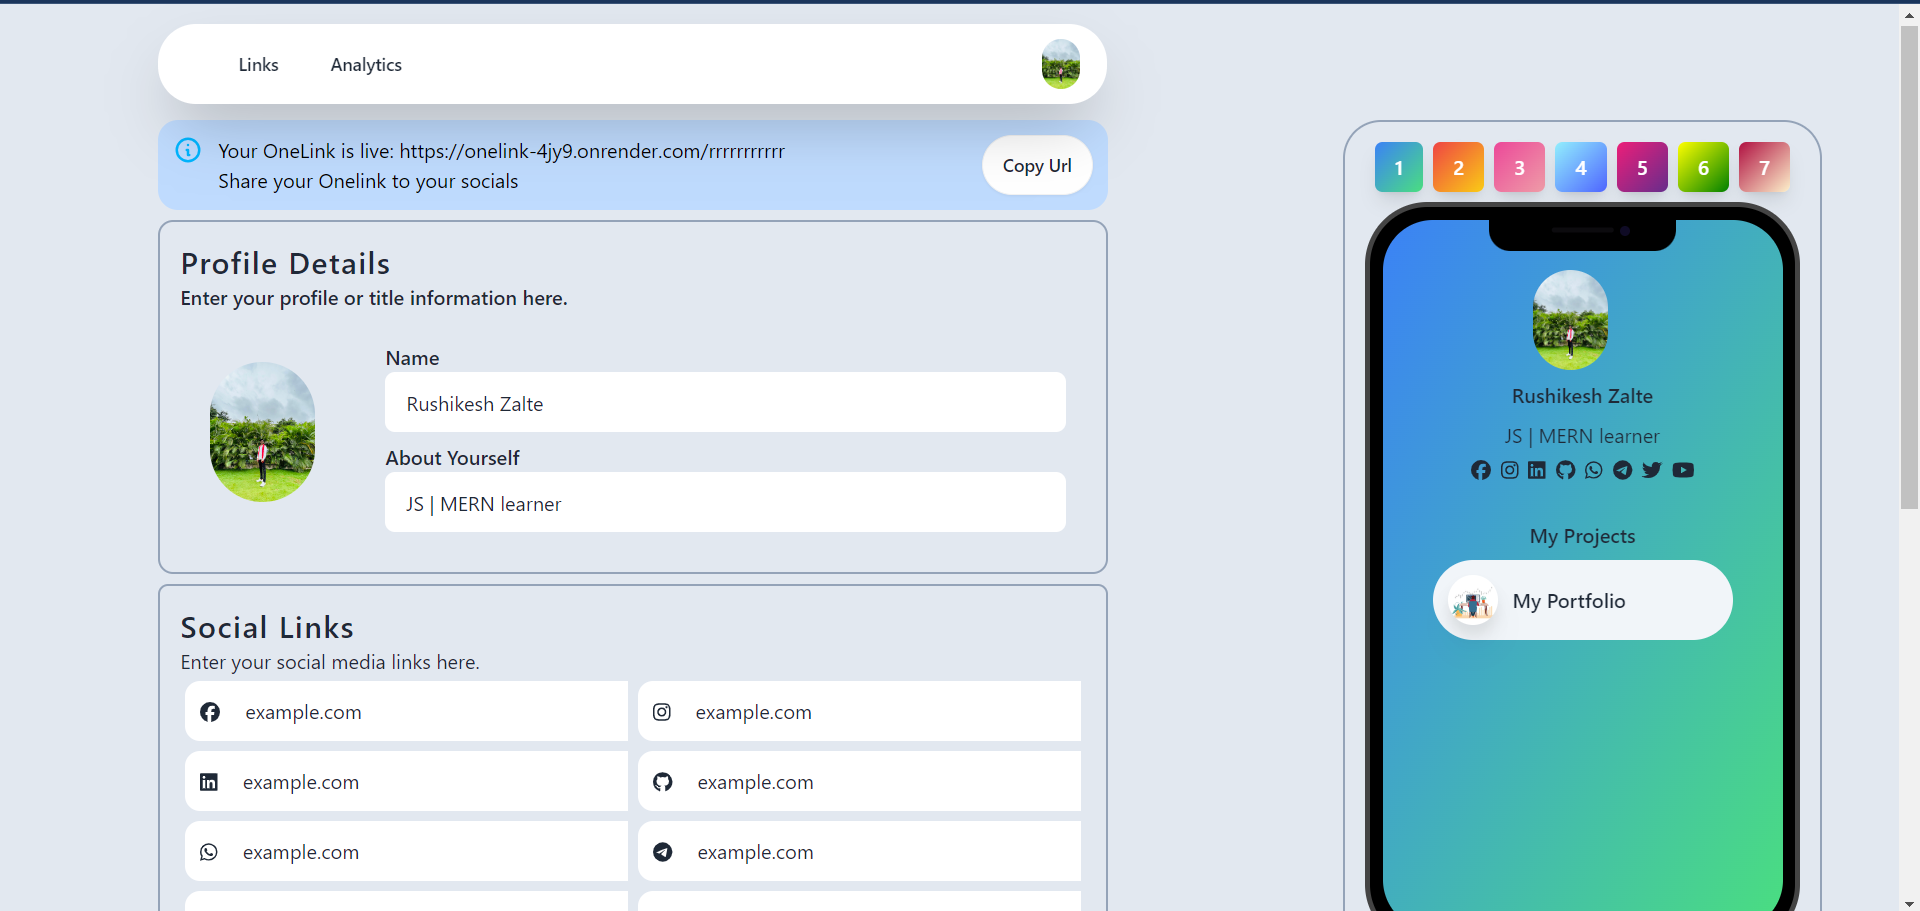 Links Analytics
Your OneLink is live: https://onelink-4jy9.onrender.com/rrrrrrrrrrr
Share your Onelink to your socials
Copy Url
Profile Details
Enter your profile or title information here.
Name
Rushikesh Zalte
About Yourself
JS | MERN learner
Social Links
Enter your social media links here.
example.com example.com
example.com example.com
example.com example.com
1 2 3 4 5 6 7
Rushikesh Zalte
JS | MERN learner
My Projects
My Portfolio